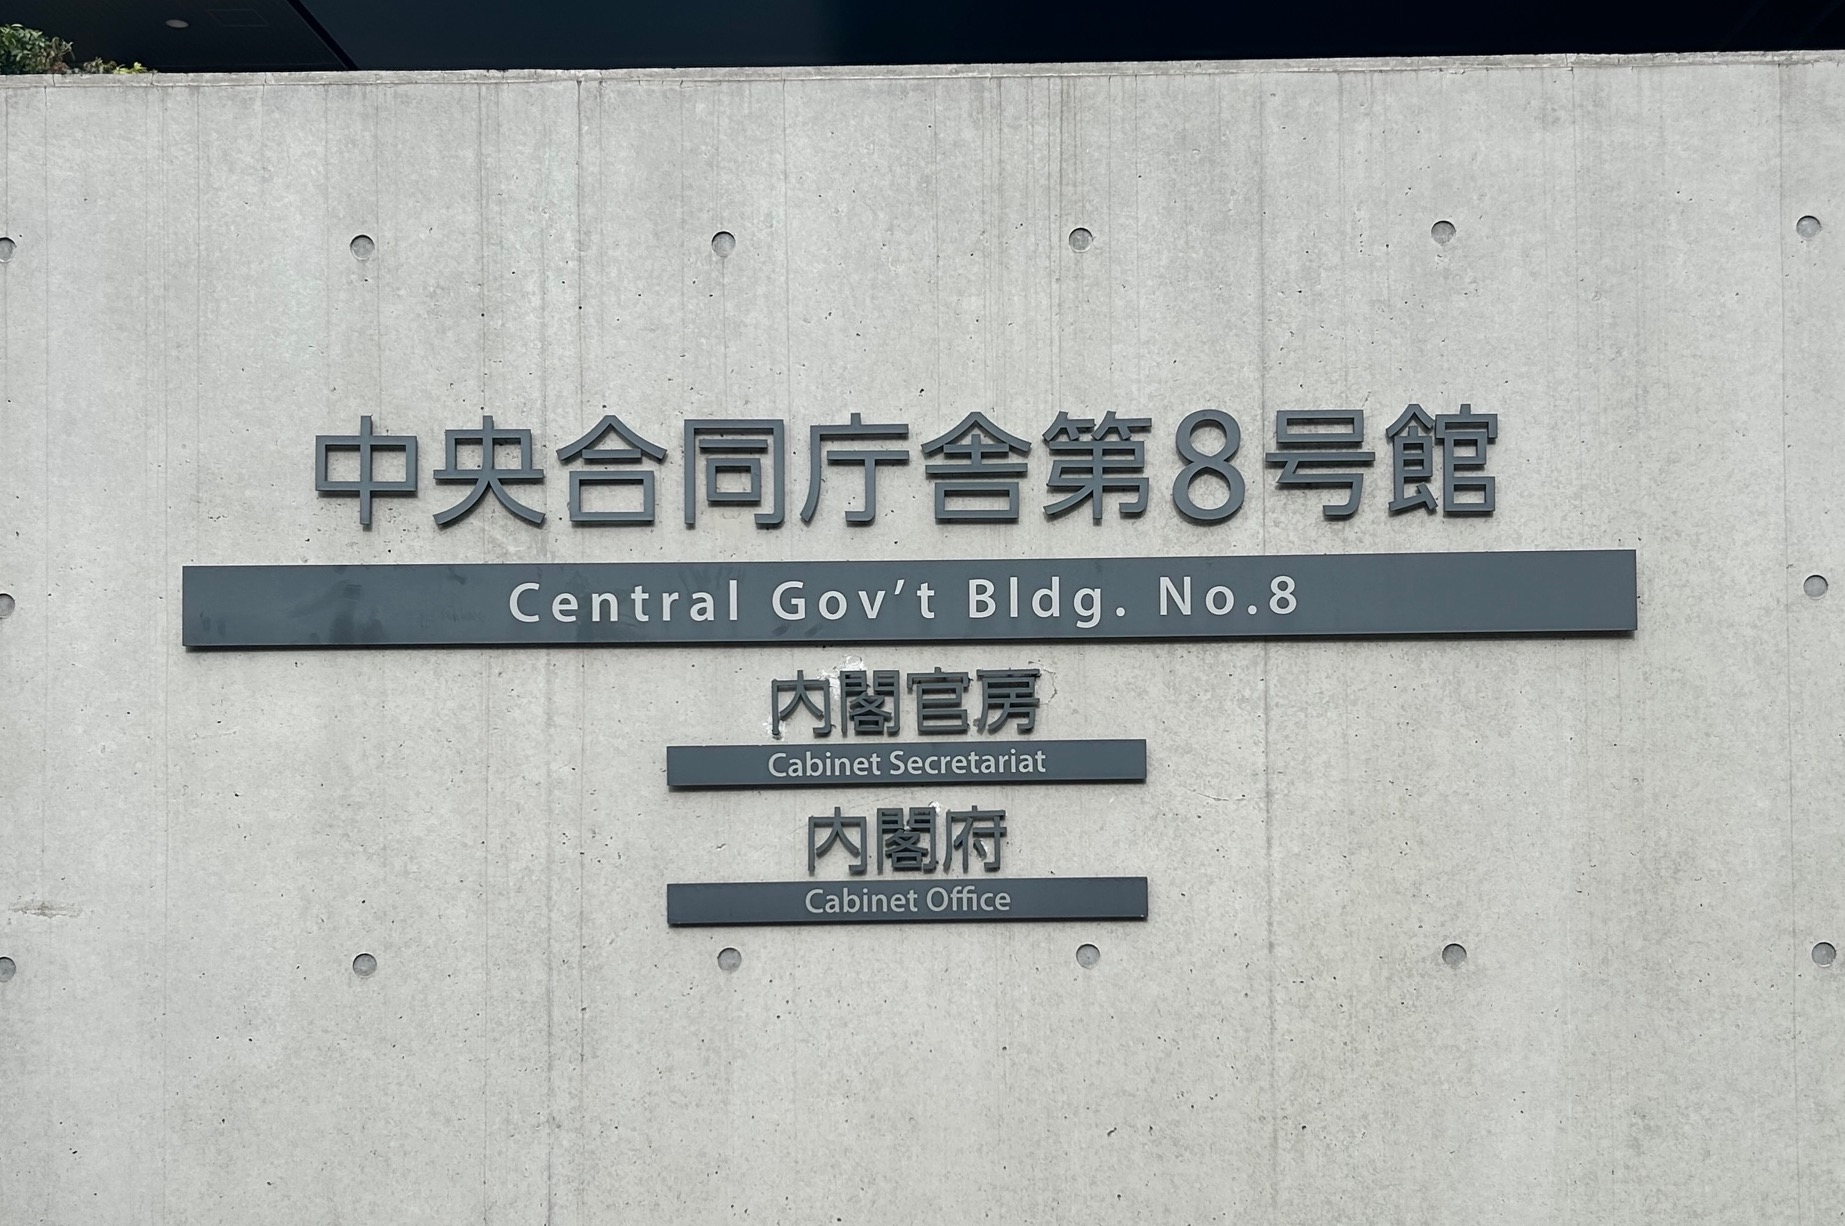 中央合同庁舎第8号館
Central Gov’t Bldg. No.8
内閣官房
Cabinet Secretariat
内閣府
Cabinet Office